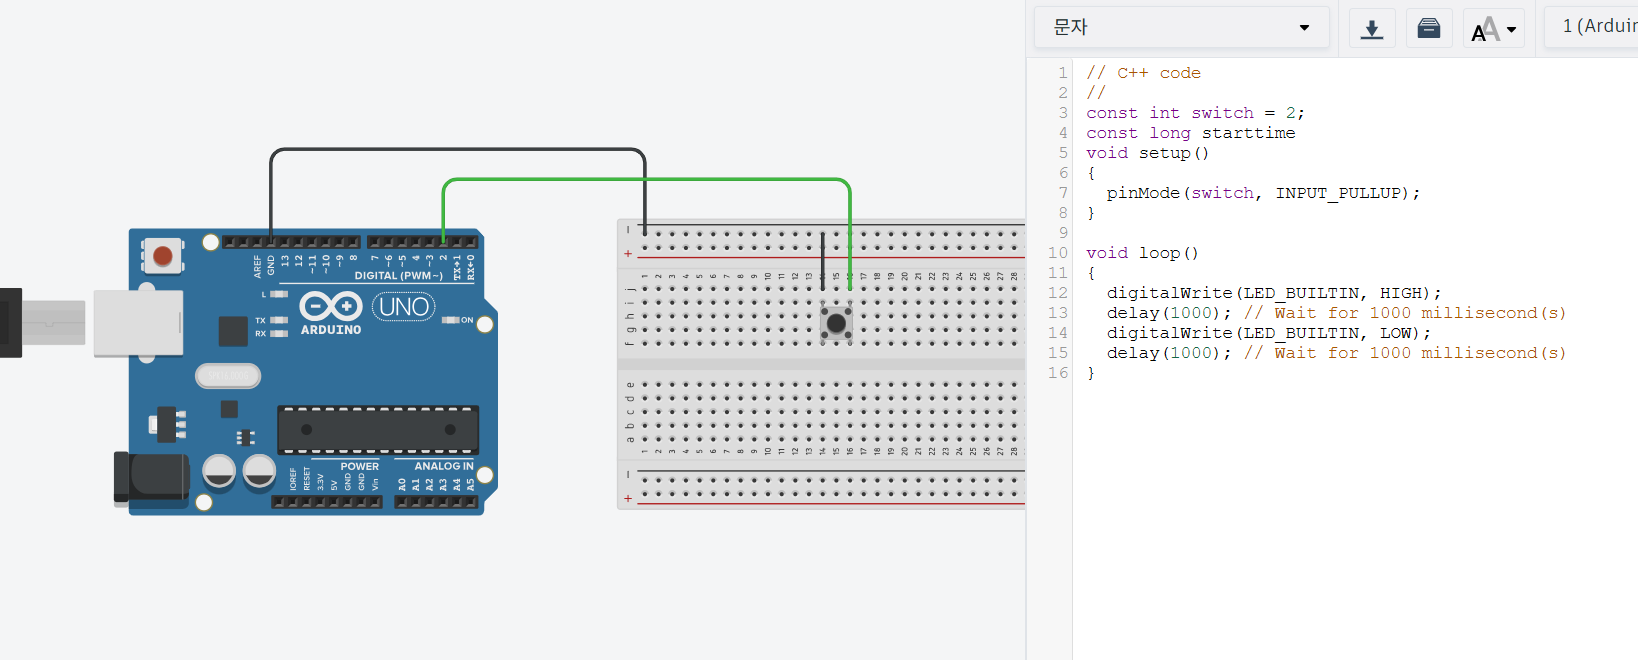 문자
1 (Arduin
1 // C++ code
2 //
3 const int switch = 2;
4 const long starttime
5 void setup()
6 {
7 pinMode(switch, INPUT_PULLUP);
8 }
9
10 void loop()
11 {
12 digitalWrite(LED_BUILTIN, HIGH);
13 delay(1000); // Wait for 1000 millisecond(s)
14 digitalWrite(LED_BUILTIN, LOW);
15 delay(1000); // Wait for 1000 millisecond(s)
16 }
AREF GND 13 12 ~11 ~10 ~9 8 7 ~6 ~5 4 ~3 2 TX→1 RX←0
DIGITAL (PWM~)
L
TX
RX
ARDUINO
UNO
ON
IOREF RESET 3.3V 5V GND GND Vin
POWER
A0 A1 A2 A3 A4 A5
ANALOG IN
- +
1 2 3 4 5 6 7 8 9 10 11 12 13 15 16 17 18 19 20 21 22 23 24 25 26 27 28
j
i
h
g
f
e
d
c
b
a
1 2 3 4 5 6 7 8 9 10 11 12 13 14 15 16 17 18 19 20 21 22 23 24 25 26 27 28
- +